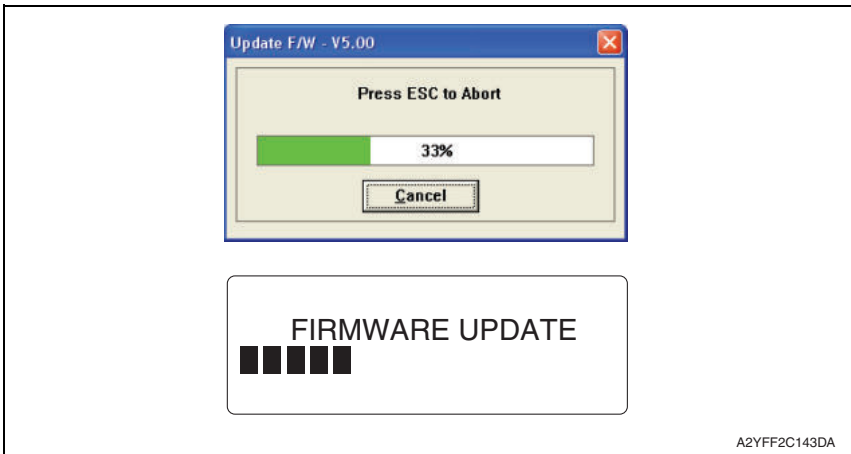 Update F/W - V5.00
Press ESC to Abort
33%
Cancel
FIRMWARE UPDATE
A2YFF2C143DA